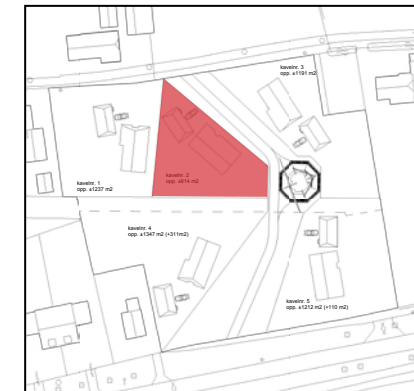 kavelnr. 3
opp. ±1191 m2
kavelnr. 2
opp. ±814 m2
kavelnr. 1
opp. ±1237 m2
kavelnr. 4
opp. ±1347 m2 (+311m2)
kavelnr. 5
opp. ±1212 m2 (+110 m2)